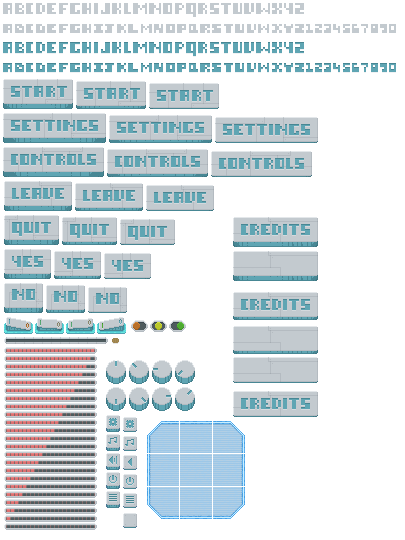 ABCDEFGHIJKLMNOPQRSTUVWXYZ
ABCDEFGHIJKLMNOPQRSTUVWXYZ1234567890
ABCDEFGHIJKLMNOPQRSTUVWXYZ
ABCDEFGHIJKLMNOPQRSTUVWXYZ1234567890
START START START
SETTINGS SETTINGS SETTINGS
CONTROLS CONTROLS CONTROLS
LEAVE LEAVE LEAVE
QUIT QUIT QUIT CREDITS
YES YES YES
NO NO NO CREDITS
CREDITS